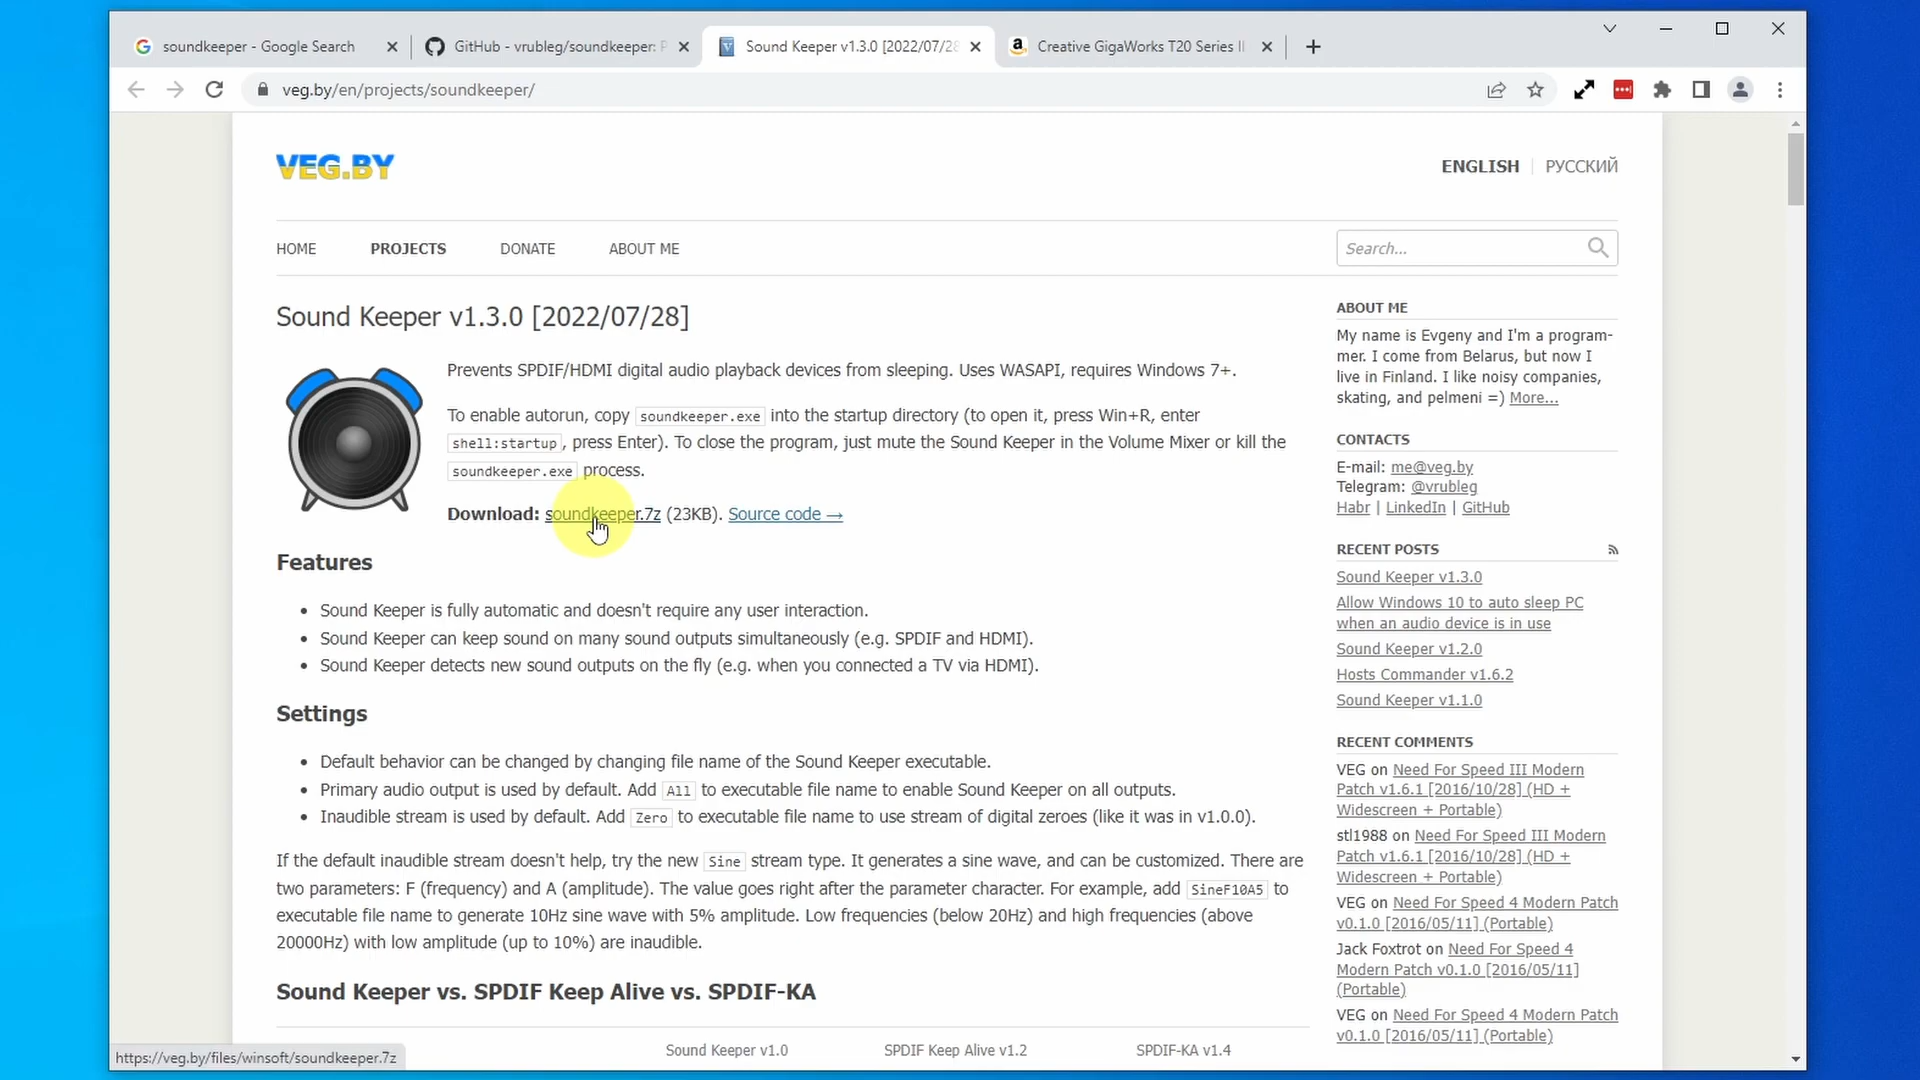 soundkeeper - Google Search
GitHub - vrubleg/soundkeeper: P
Sound Keeper v1.3.0 [2022/07/28
Creative GigaWorks T20 Series II
veg.by/en/projects/soundkeeper/
VEG.BY
ENGLISH | РУССКИЙ
HOME PROJECTS DONATE ABOUT ME
Search...
Sound Keeper v1.3.0 [2022/07/28]
Prevents SPDIF/HDMI digital audio playback devices from sleeping. Uses WASAPI, requires Windows 7+.
To enable autorun, copy soundkeeper.exe into the startup directory (to open it, press Win+R, enter
shell:startup , press Enter). To close the program, just mute the Sound Keeper in the Volume Mixer or kill the
soundkeeper.exe process.
Download: soundkeeper.7z (23KB). Source code →
Features
• Sound Keeper is fully automatic and doesn't require any user interaction.
• Sound Keeper can keep sound on many sound outputs simultaneously (e.g. SPDIF and HDMI).
• Sound Keeper detects new sound outputs on the fly (e.g. when you connected a TV via HDMI).
Settings
• Default behavior can be changed by changing file name of the Sound Keeper executable.
• Primary audio output is used by default. Add All to executable file name to enable Sound Keeper on all outputs.
• Inaudible stream is used by default. Add Zero to executable file name to use stream of digital zeroes (like it was in v1.0.0).
If the default inaudible stream doesn't help, try the new Sine stream type. It generates a sine wave, and can be customized. There are
two parameters: F (frequency) and A (amplitude). The value goes right after the parameter character. For example, add SineF10A5 to
executable file name to generate 10Hz sine wave with 5% amplitude. Low frequencies (below 20Hz) and high frequencies (above
20000Hz) with low amplitude (up to 10%) are inaudible.
Sound Keeper vs. SPDIF Keep Alive vs. SPDIF-KA
Sound Keeper v1.0 SPDIF Keep Alive v1.2 SPDIF-KA v1.4
ABOUT ME
My name is Evgeny and I'm a program-
mer. I come from Belarus, but now I
live in Finland. I like noisy companies,
skating, and pelmeni =) More...
CONTACTS
E-mail: me@veg.by
Telegram: @vrubleg
Habr | LinkedIn | GitHub
RECENT POSTS
Sound Keeper v1.3.0
Allow Windows 10 to auto sleep PC
when an audio device is in use
Sound Keeper v1.2.0
Hosts Commander v1.6.2
Sound Keeper v1.1.0
RECENT COMMENTS
VEG on Need For Speed III Modern
Patch v1.6.1 [2016/10/28] (HD +
Widescreen + Portable)
stl1988 on Need For Speed III Modern
Patch v1.6.1 [2016/10/28] (HD +
Widescreen + Portable)
VEG on Need For Speed 4 Modern Patch
v0.1.0 [2016/05/11] (Portable)
Jack Foxtrot on Need For Speed 4
Modern Patch v0.1.0 [2016/05/11]
(Portable)
VEG on Need For Speed 4 Modern Patch
v0.1.0 [2016/05/11] (Portable)
https://veg.by/files/winsoft/soundkeeper.7z